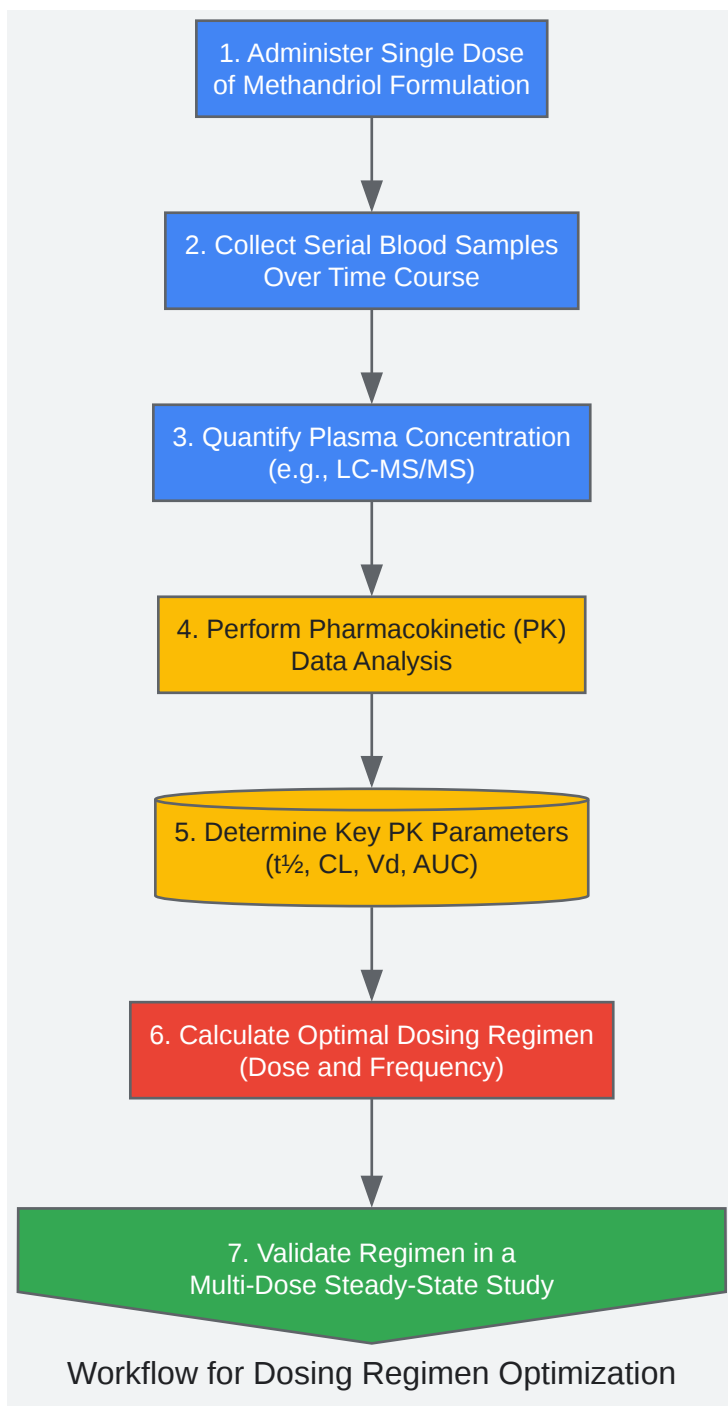 1. Administer Single Dose
of Methandriol Formulation
2. Collect Serial Blood Samples
Over Time Course
3. Quantify Plasma Concentration
(e.g., LC-MS/MS)
4. Perform Pharmacokinetic (PK)
Data Analysis
5. Determine Key PK Parameters
(t½, CL, Vd, AUC)
6. Calculate Optimal Dosing Regimen
(Dose and Frequency)
7. Validate Regimen in a
Multi-Dose Steady-State Study
Workflow for Dosing Regimen Optimization